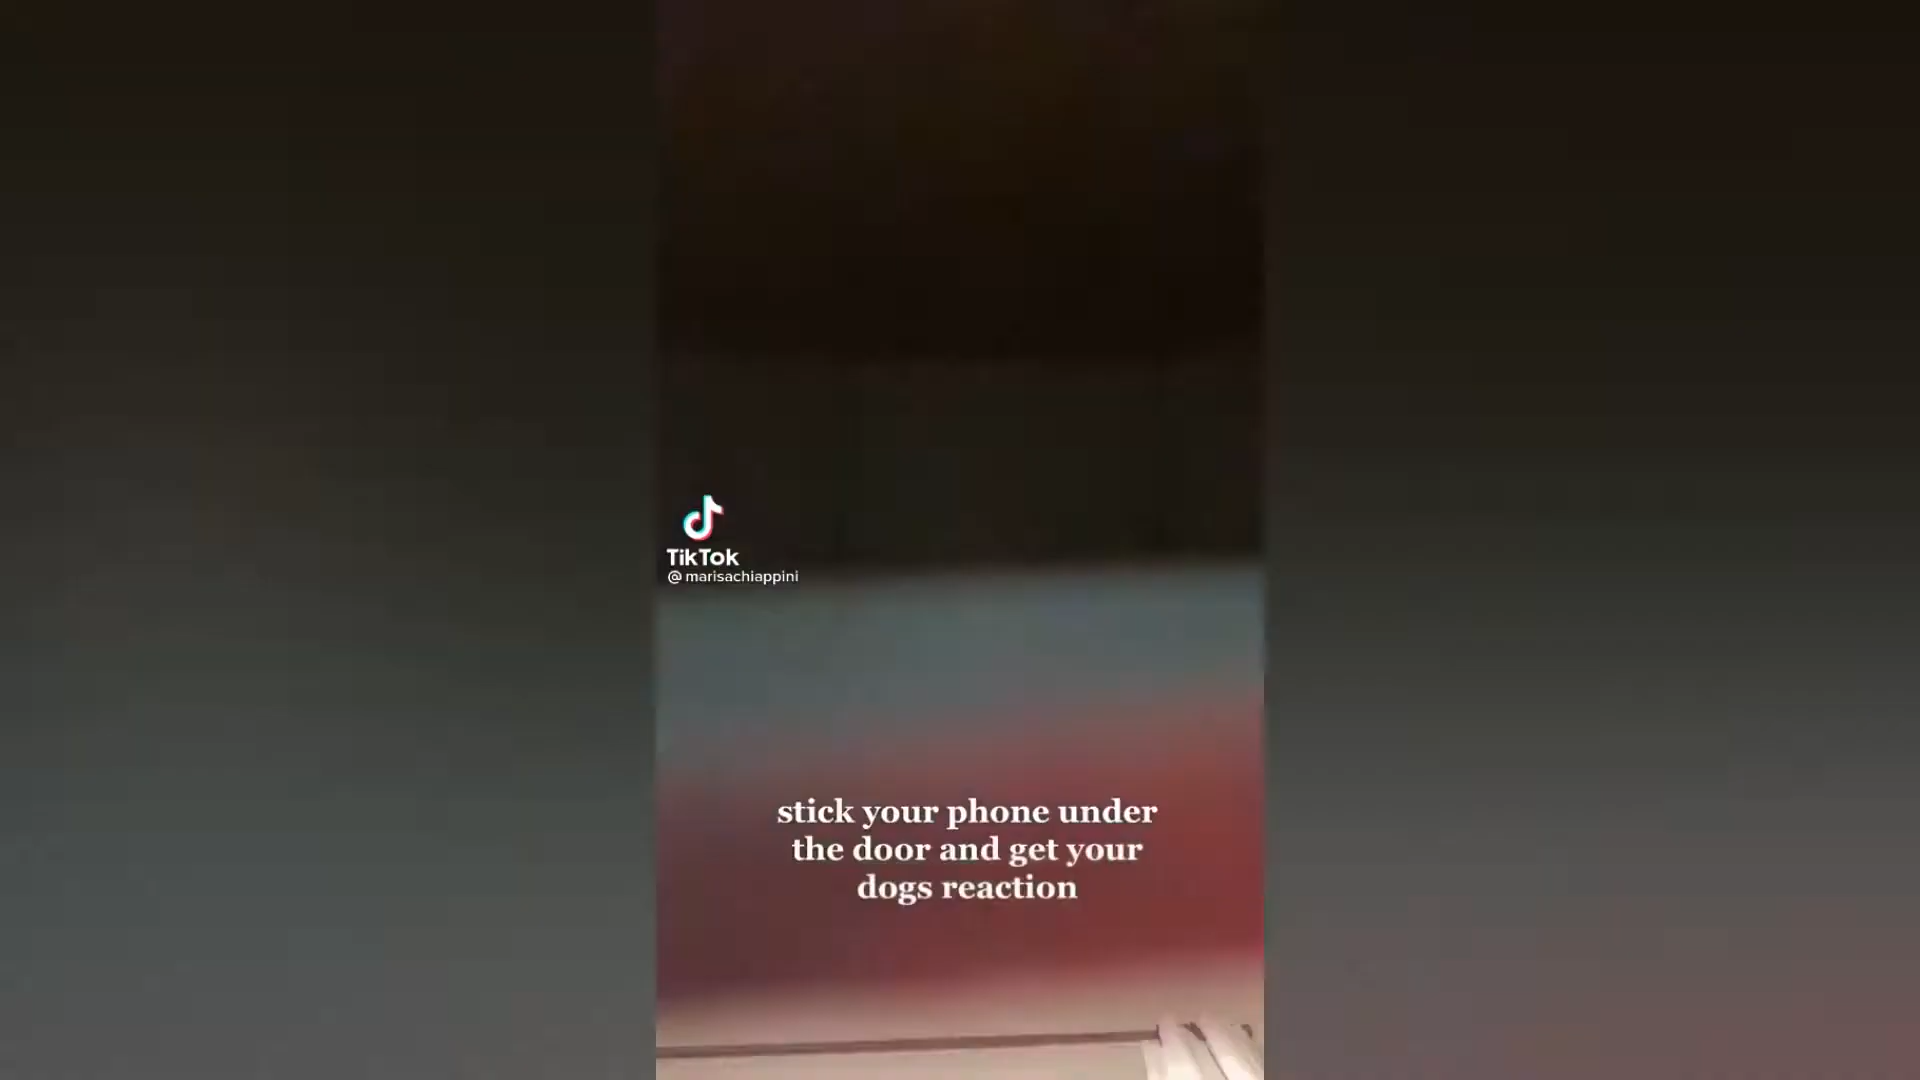 TikTok
@ marisachiappini
stick your phone under
the door and get your
dogs reaction